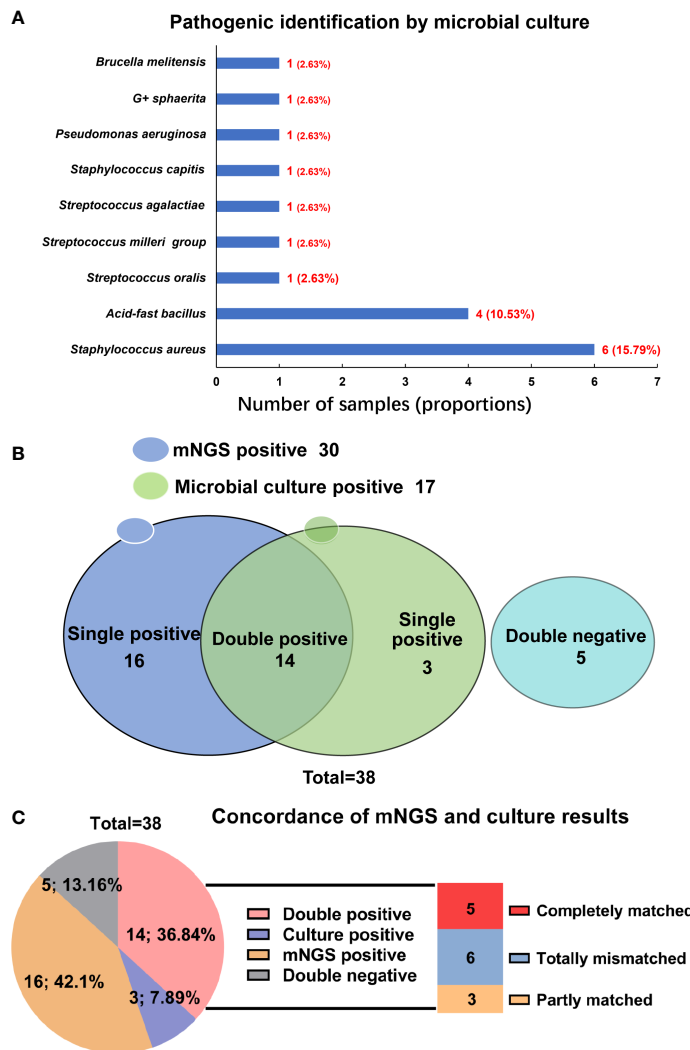 A
Pathogenic identification by microbial culture
Brucella melitensis 1 (2.63%)
G+ sphaerita 1 (2.63%)
Pseudomonas aeruginosa 1 (2.63%)
Staphylococcus capitis 1 (2.63%)
Streptococcus agalactiae 1 (2.63%)
Streptococcus milleri group 1 (2.63%)
Streptococcus oralis 1 (2.63%)
Acid-fast bacillus 4 (10.53%)
Staphylococcus aureus 6 (15.79%)
0 1 2 3 4 5 6 7
Number of samples (proportions)
B
mNGS positive 30
Microbial culture positive 17
Single positive
16
Double positive
14
Single
positive
3
Double negative
5
Total=38
C
Concordance of mNGS and culture results
Total=38
5; 13.16%
14; 36.84%
16; 42.1%
3; 7.89%
Double positive
Culture positive
mNGS positive
Double negative
5 Completely matched
6 Totally mismatched
3 Partly matched